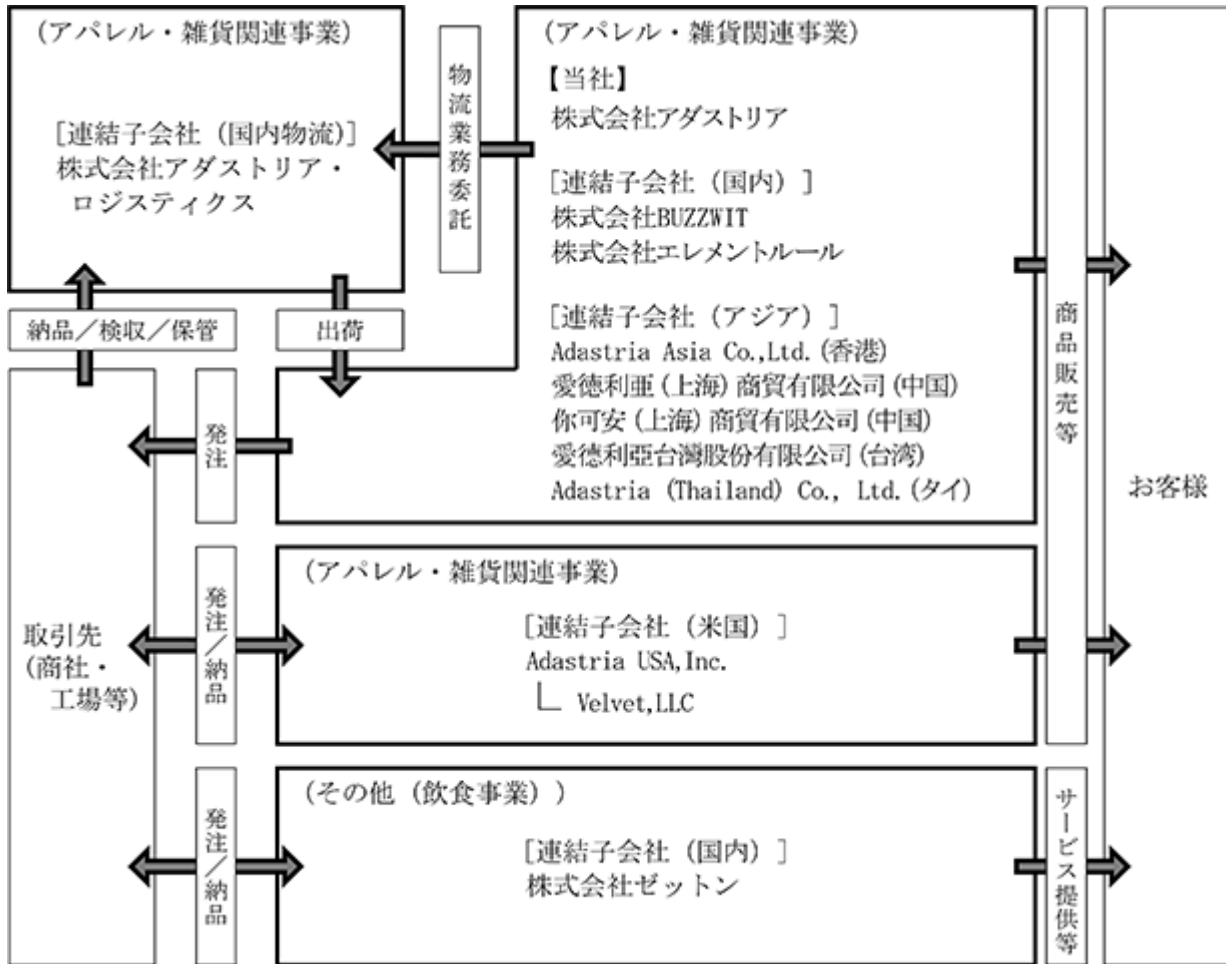 (アパレル・雑貨関連事業)
[連結子会社（国内物流)]
株式会社アダストリア・
ロジスティクス
物流業務委託
(アパレル・雑貨関連事業)
【当社】
株式会社アダストリア
[連結子会社（国内）]
株式会社BUZZWIT
株式会社エレメントルール
[連結子会社（アジア）]
Adastria Asia Co.,Ltd.(香港)
愛徳利亜(上海)商貿有限公司(中国)
你可安(上海)商貿有限公司(中国)
愛德利亞台灣股份有限公司(台湾)
Adastria (Thailand) Co., Ltd.(タイ)
納品／検収／保管
出荷
発注
商品販売等
お客様
取引先
(商社・
工場等)
発注／納品
(アパレル・雑貨関連事業)
[連結子会社（米国）]
Adastria USA,Inc.
Velvet,LLC
発注／納品
(その他（飲食事業）)
[連結子会社（国内）]
株式会社ゼットン
サービス提供等